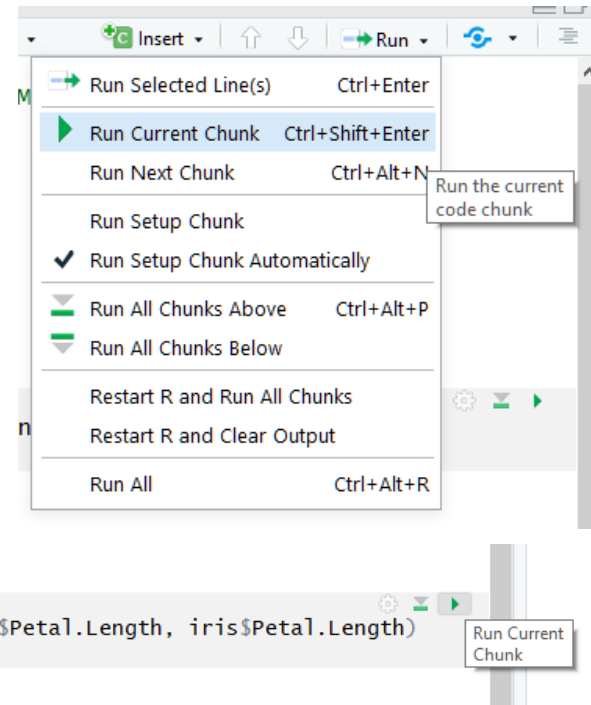 Insert Run
M
Run Selected Line(s) Ctrl+Enter
Run Current Chunk Ctrl+Shift+Enter
Run Next Chunk Ctrl+Alt+N
Run the current
code chunk
Run Setup Chunk
Run Setup Chunk Automatically
Run All Chunks Above Ctrl+Alt+P
Run All Chunks Below
Restart R and Run All Chunks
n
Restart R and Clear Output
Run All Ctrl+Alt+R
$Petal.Length, iris$Petal.Length)
Run Current
Chunk